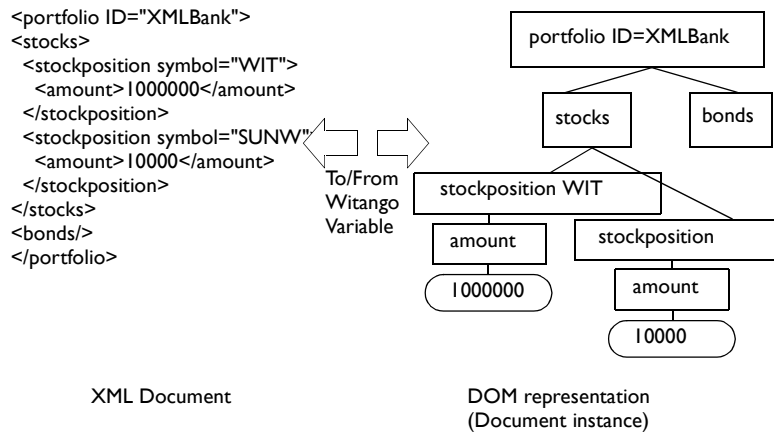 <portfolio ID="XMLBank">
<stocks>
<stockposition symbol="WIT">
<amount>1000000</amount>
</stockposition>
<stockposition symbol="SUNW"
<amount>10000</amount>
</stockposition>
</stocks>
<bonds/>
</portfolio>
To/From
Witango
Variable
portfolio ID=XMLBank
stocks
bonds
stockposition WIT
amount
1000000
stockposition
amount
10000
XML Document
DOM representation
(Document instance)